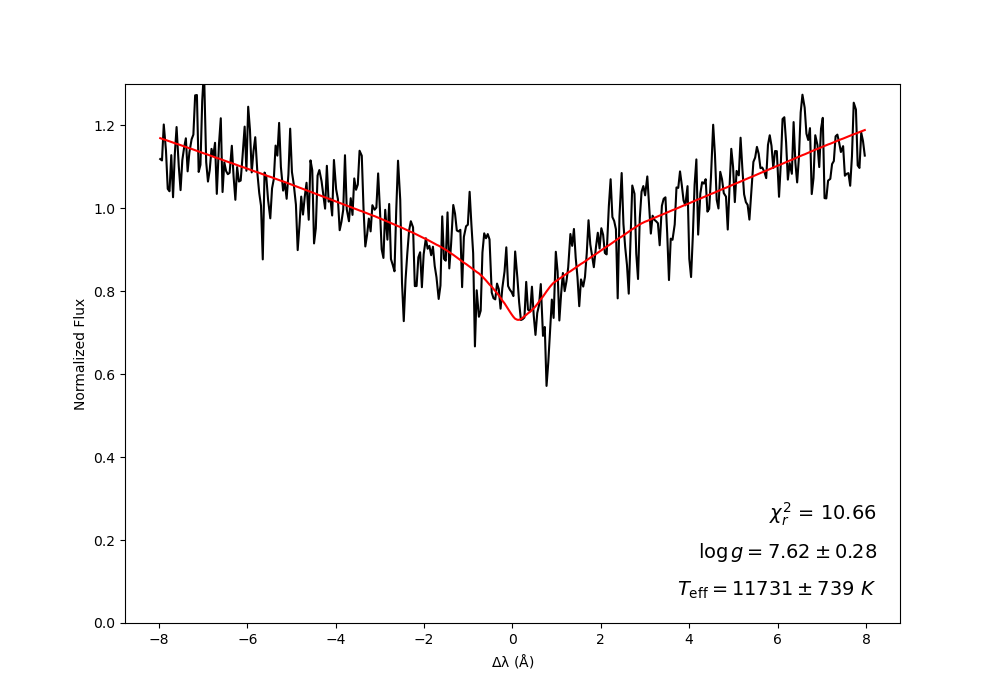 1.2
1.0
0.8
0.6
0.4
0.2
0.0
Normalized Flux
χ²ᵣ = 10.66
log g = 7.62 ± 0.28
T_eff = 11731 ± 739 K
−8 −6 −4 −2 0 2 4 6 8
Δλ (Å)